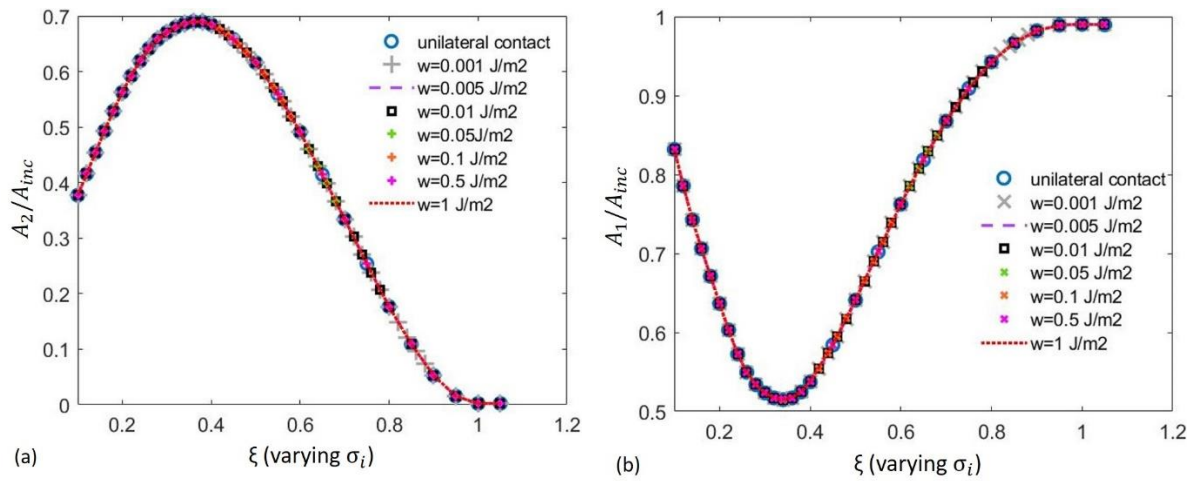 0.7
0.6
0.5
0.4
0.3
0.2
0.1
0
0.2
0.4
0.6
0.8
1
1.2
A2/Ainc
ξ (varying σi)
(a)
unilateral contact
w=0.001 J/m2
w=0.005 J/m2
w=0.01 J/m2
w=0.05J/m2
w=0.1 J/m2
w=0.5 J/m2
w=1 J/m2
1
0.9
0.8
0.7
0.6
0.5
0.2
0.4
0.6
0.8
1
1.2
A1/Ainc
ξ (varying σi)
(b)
unilateral contact
w=0.001 J/m2
w=0.005 J/m2
w=0.01 J/m2
w=0.05 J/m2
w=0.1 J/m2
w=0.5 J/m2
w=1 J/m2